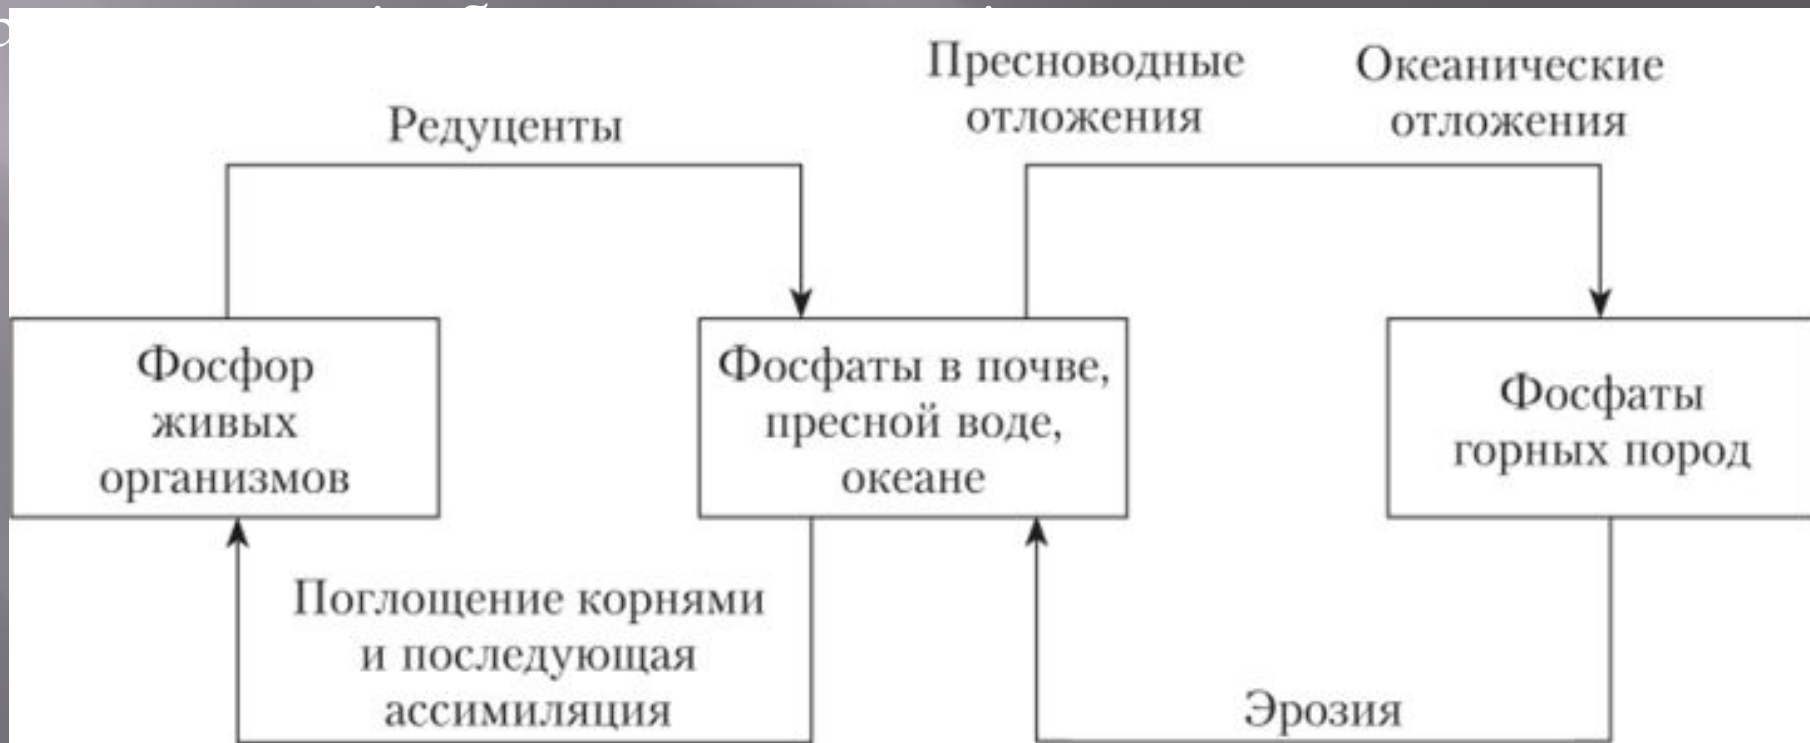 Редуценты
Пресноводные
отложения
Океанические
отложения
Фосфор
живых
организмов
Фосфаты в почве,
пресной воде,
океане
Фосфаты
горных пород
Поглощение корнями
и последующая
ассимиляция
Эрозия